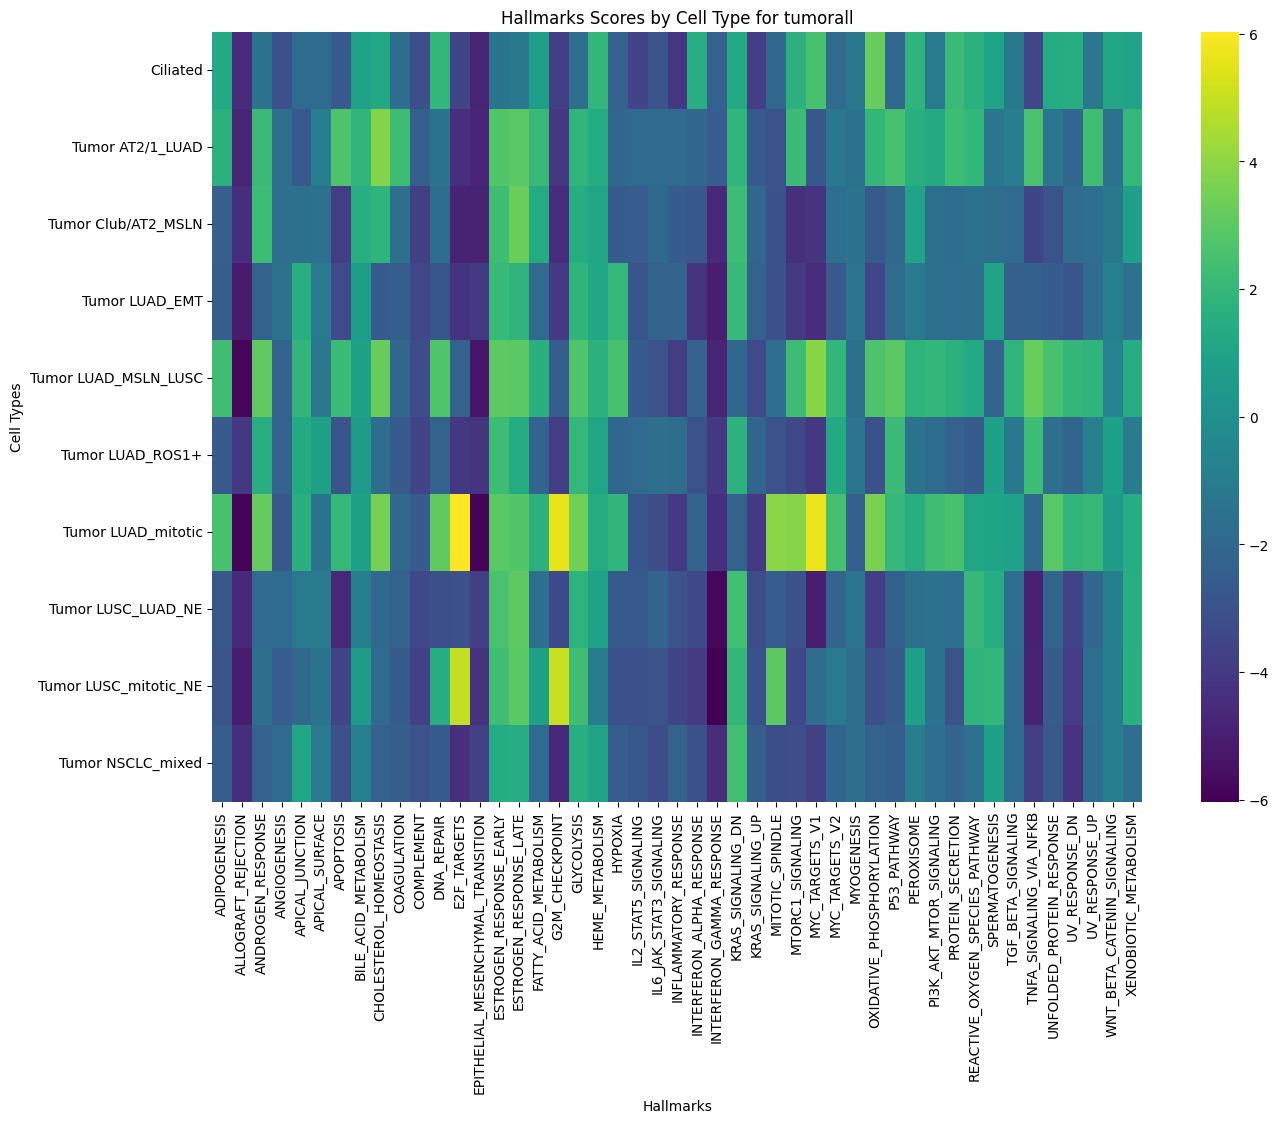 Hallmarks Scores by Cell Type for tumorall
Cell Types
Ciliated
Tumor AT2/1_LUAD
Tumor Club/AT2_MSLN
Tumor LUAD_EMT
Tumor LUAD_MSLN_LUSC
Tumor LUAD_ROS1+
Tumor LUAD_mitotic
Tumor LUSC_LUAD_NE
Tumor LUSC_mitotic_NE
Tumor NSCLC_mixed
6
4
2
0
−2
−4
−6
ADIPOGENESIS
ALLOGRAFT_REJECTION
ANDROGEN_RESPONSE
ANGIOGENESIS
APICAL_JUNCTION
APICAL_SURFACE
APOPTOSIS
BILE_ACID_METABOLISM
CHOLESTEROL_HOMEOSTASIS
COAGULATION
COMPLEMENT
DNA_REPAIR
E2F_TARGETS
EPITHELIAL_MESENCHYMAL_TRANSITION
ESTROGEN_RESPONSE_EARLY
ESTROGEN_RESPONSE_LATE
FATTY_ACID_METABOLISM
G2M_CHECKPOINT
GLYCOLYSIS
HEME_METABOLISM
HYPOXIA
IL2_STAT5_SIGNALING
IL6_JAK_STAT3_SIGNALING
INFLAMMATORY_RESPONSE
INTERFERON_ALPHA_RESPONSE
INTERFERON_GAMMA_RESPONSE
KRAS_SIGNALING_DN
KRAS_SIGNALING_UP
MITOTIC_SPINDLE
MTORC1_SIGNALING
MYC_TARGETS_V1
MYC_TARGETS_V2
MYOGENESIS
OXIDATIVE_PHOSPHORYLATION
P53_PATHWAY
PEROXISOME
PI3K_AKT_MTOR_SIGNALING
PROTEIN_SECRETION
REACTIVE_OXYGEN_SPECIES_PATHWAY
SPERMATOGENESIS
TGF_BETA_SIGNALING
TNFA_SIGNALING_VIA_NFKB
UNFOLDED_PROTEIN_RESPONSE
UV_RESPONSE_DN
UV_RESPONSE_UP
WNT_BETA_CATENIN_SIGNALING
XENOBIOTIC_METABOLISM
Hallmarks